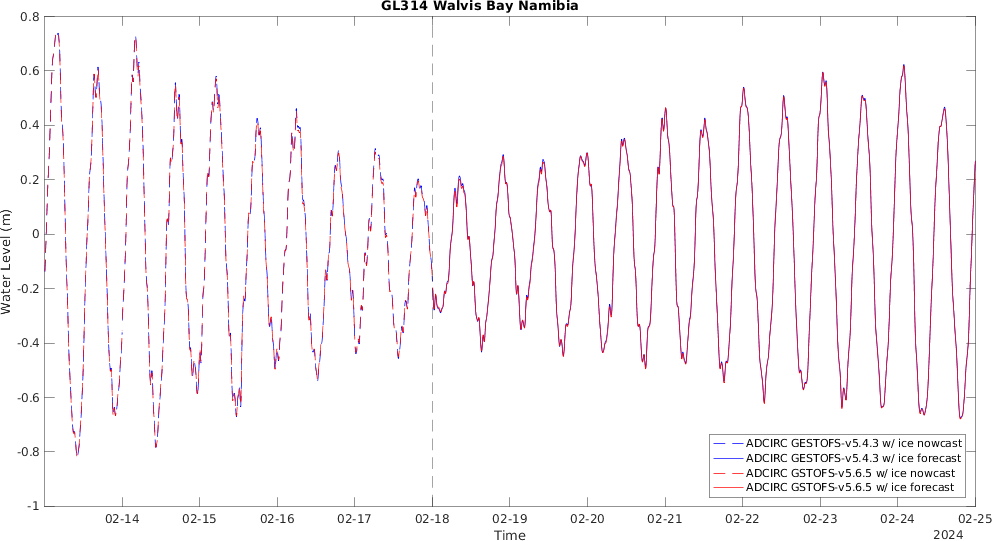 GL314 Walvis Bay Namibia
0.8
0.6
0.4
0.2
0
-0.2
-0.4
-0.6
-0.8
-1
Water Level (m)
ADCIRC GESTOFS-v5.4.3 w/ ice nowcast
ADCIRC GESTOFS-v5.4.3 w/ ice forecast
ADCIRC GSTOFS-v5.6.5 w/ ice nowcast
ADCIRC GSTOFS-v5.6.5 w/ ice forecast
02-14 02-15 02-16 02-17 02-18 02-19 02-20 02-21 02-22 02-23 02-24 02-25
Time
2024